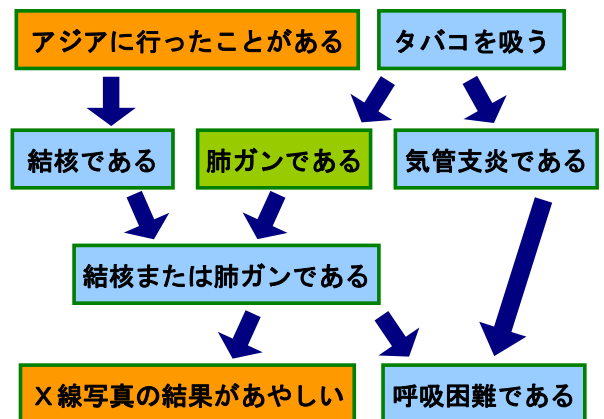 アジアに行ったことがある
タバコを吸う
結核である
肺ガンである
気管支炎である
結核または肺ガンである
X線写真の結果があやしい
呼吸困難である